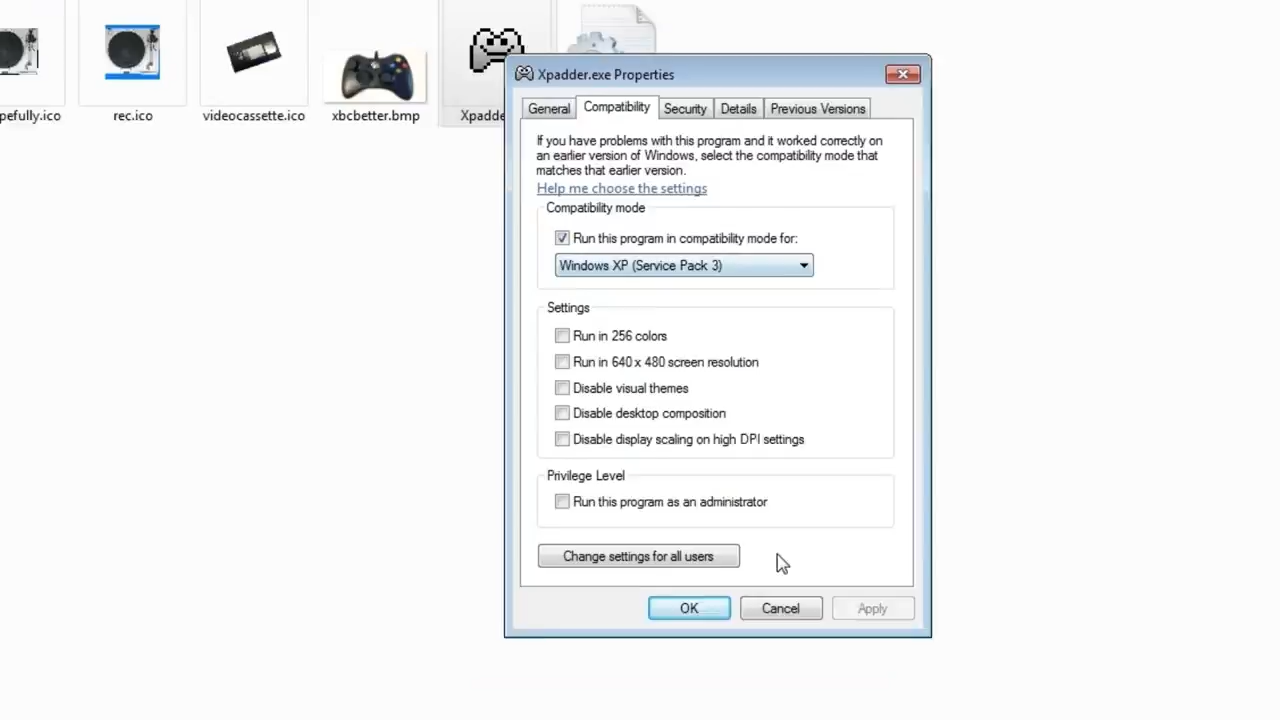 pefully.ico
rec.ico
videocassette.ico
xbcbetter.bmp
Xpadde
Xpadder.exe Properties
General
Compatibility
Security
Details
Previous Versions
If you have problems with this program and it worked correctly on
an earlier version of Windows, select the compatibility mode that
matches that earlier version.
Help me choose the settings
Compatibility mode
Run this program in compatibility mode for:
Windows XP (Service Pack 3)
Settings
Run in 256 colors
Run in 640 x 480 screen resolution
Disable visual themes
Disable desktop composition
Disable display scaling on high DPI settings
Privilege Level
Run this program as an administrator
Change settings for all users
OK
Cancel
Apply